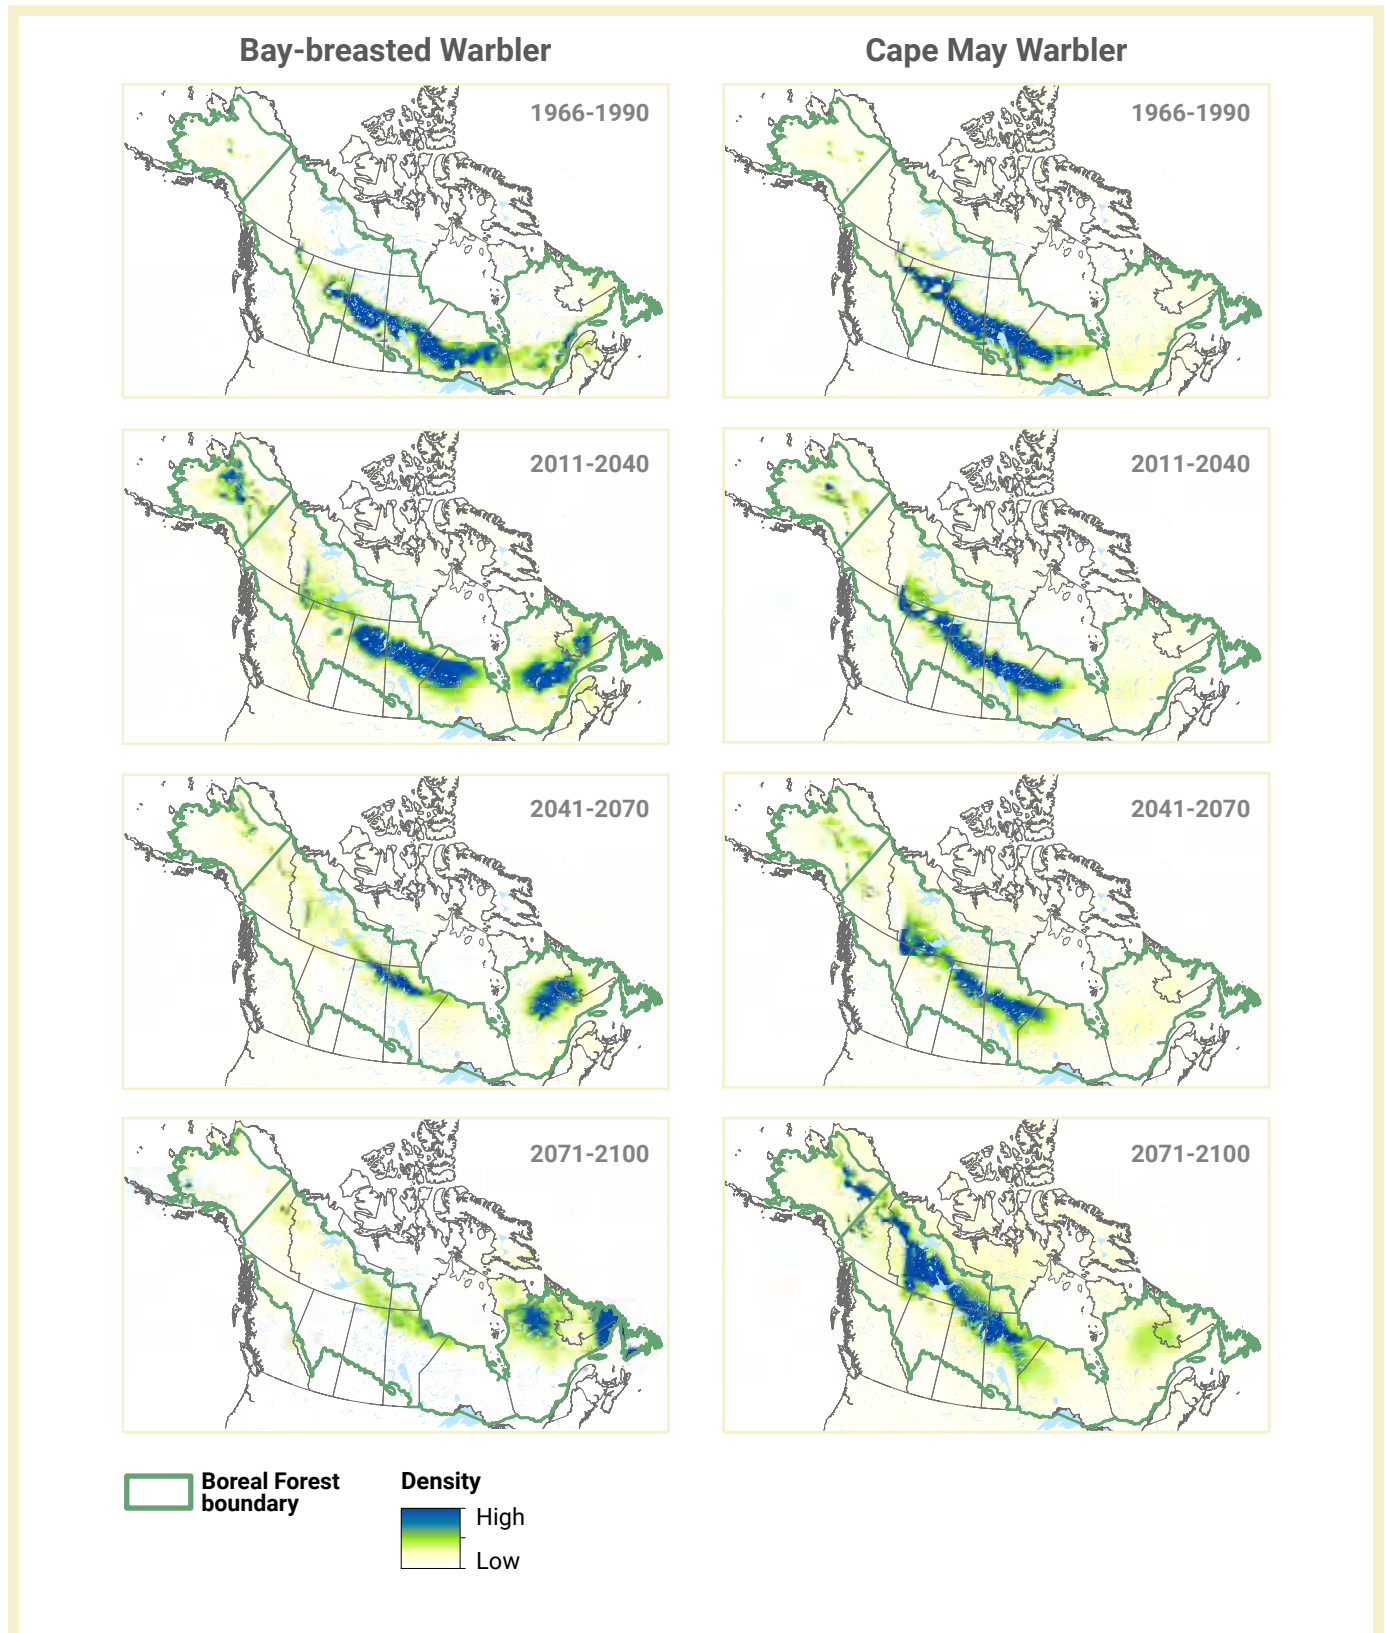 Bay-breasted Warbler
Cape May Warbler
1966-1990
1966-1990
2011-2040
2011-2040
2041-2070
2041-2070
2071-2100
2071-2100
Boreal Forest
boundary
Density
High
Low